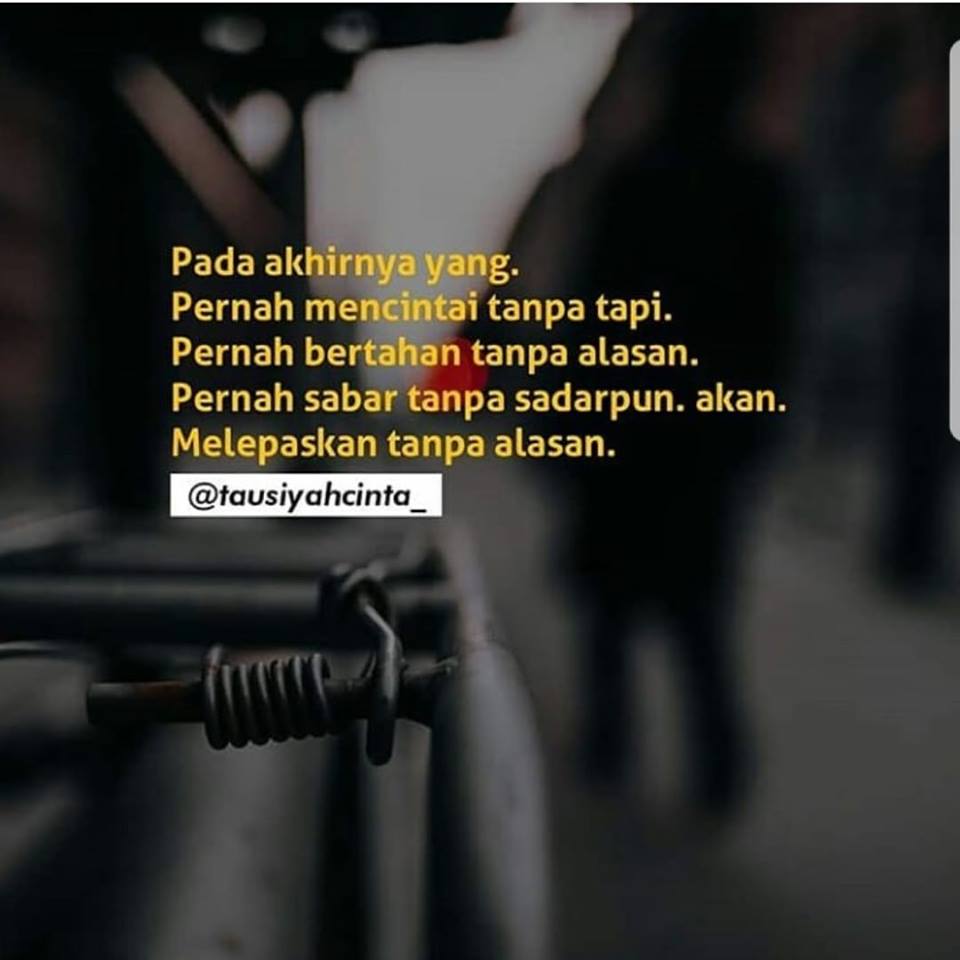 Pada akhirnya yang.
Pernah mencintai tanpa tapi.
Pernah bertahan tanpa alasan.
Pernah sabar tanpa sadarpun. akan.
Melepaskan tanpa alasan.
@tausiyahcinta_